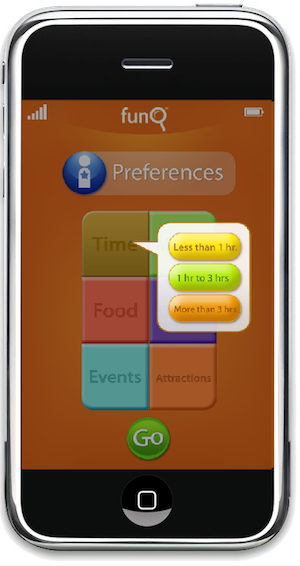 funQ
Preferences
Time
Less than 1 hr.
1 hr to 3 hrs
More than 3 hrs
Food
Events
Attractions
Go